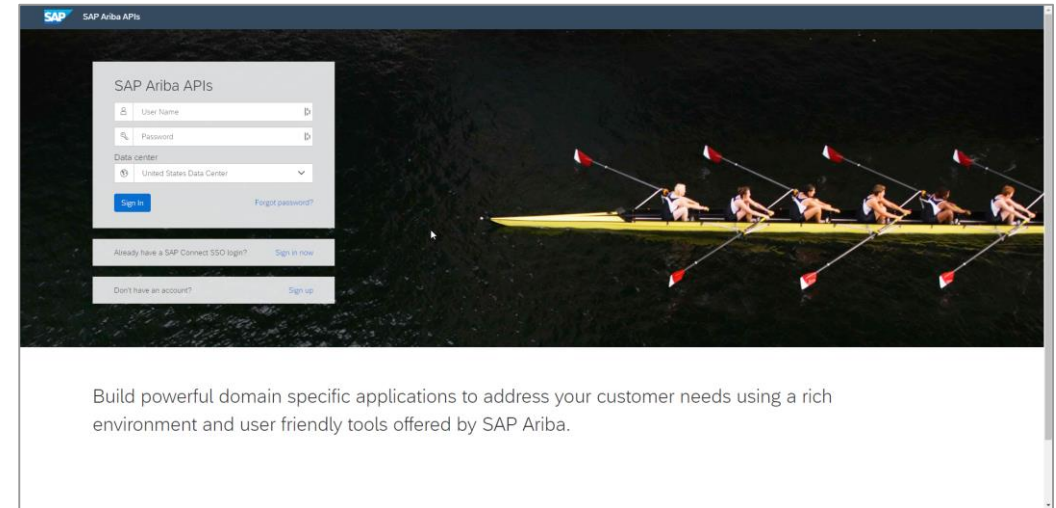 SAP SAP Ariba APIs
SAP Ariba APIs
User Name
Password
Data center
United States Data Center
Sign In Forgot password?
Already have a SAP Connect SSO login? Sign in now
Don't have an account? Sign up
Build powerful domain specific applications to address your customer needs using a rich
environment and user friendly tools offered by SAP Ariba.